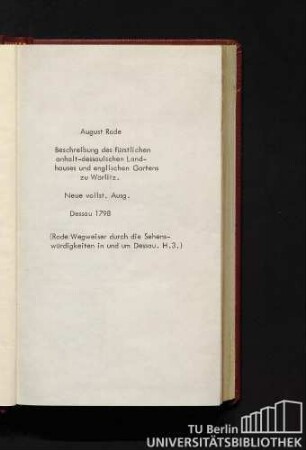 August Rode
Beschreibung des Fürstlichen
anhalt-dessauischen Land-
hauses und englischen Gartens
zu Wörlitz.
Neue vollst. Ausg.
Dessau 1798
(Rode:Wegweiser durch die Sehens-
würdigkeiten in und um Dessau. H.3.)
TU Berlin
UNIVERSITÄTSBIBLIOTHEK